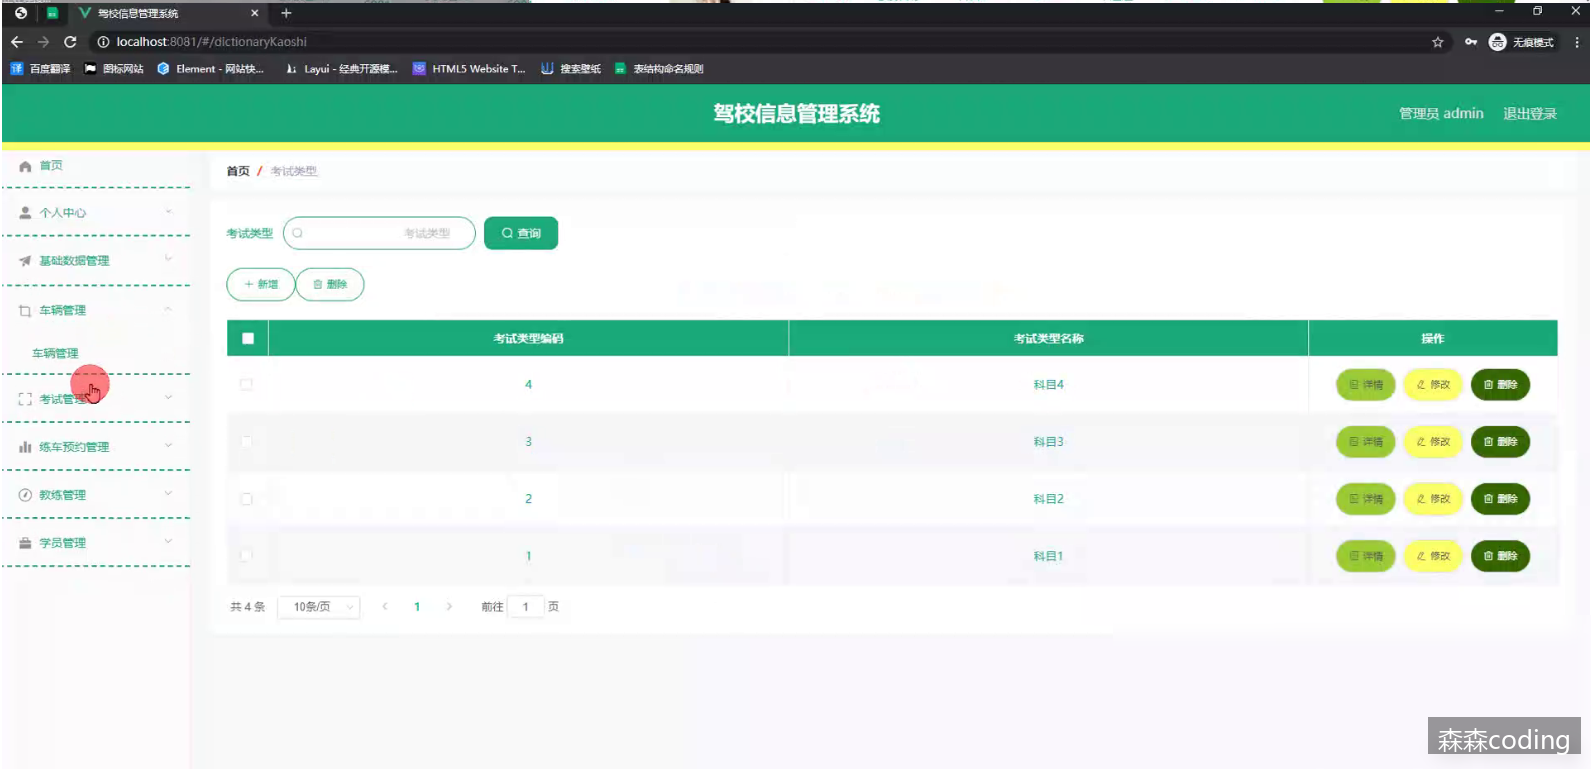 驾校信息管理系统
localhost:8081/#/dictionaryKaoshi
无痕模式
百度翻译 图标网站 Element - 网站快... Layui - 经典开源模... HTML5 Website T... 搜索壁纸 表结构命名规则
驾校信息管理系统
管理员 admin 退出登录
首页
个人中心
基础数据管理
车辆管理
车辆管理
考试管理
练车预约管理
教练管理
学员管理
首页 / 考试类型
考试类型 考试类型 查询
+ 新增 删除
考试类型编码 考试类型名称 操作
4 科目4 详情 修改 删除
3 科目3 详情 修改 删除
2 科目2 详情 修改 删除
1 科目1 详情 修改 删除
共 4 条 10条/页 1 前往 1 页
森森coding